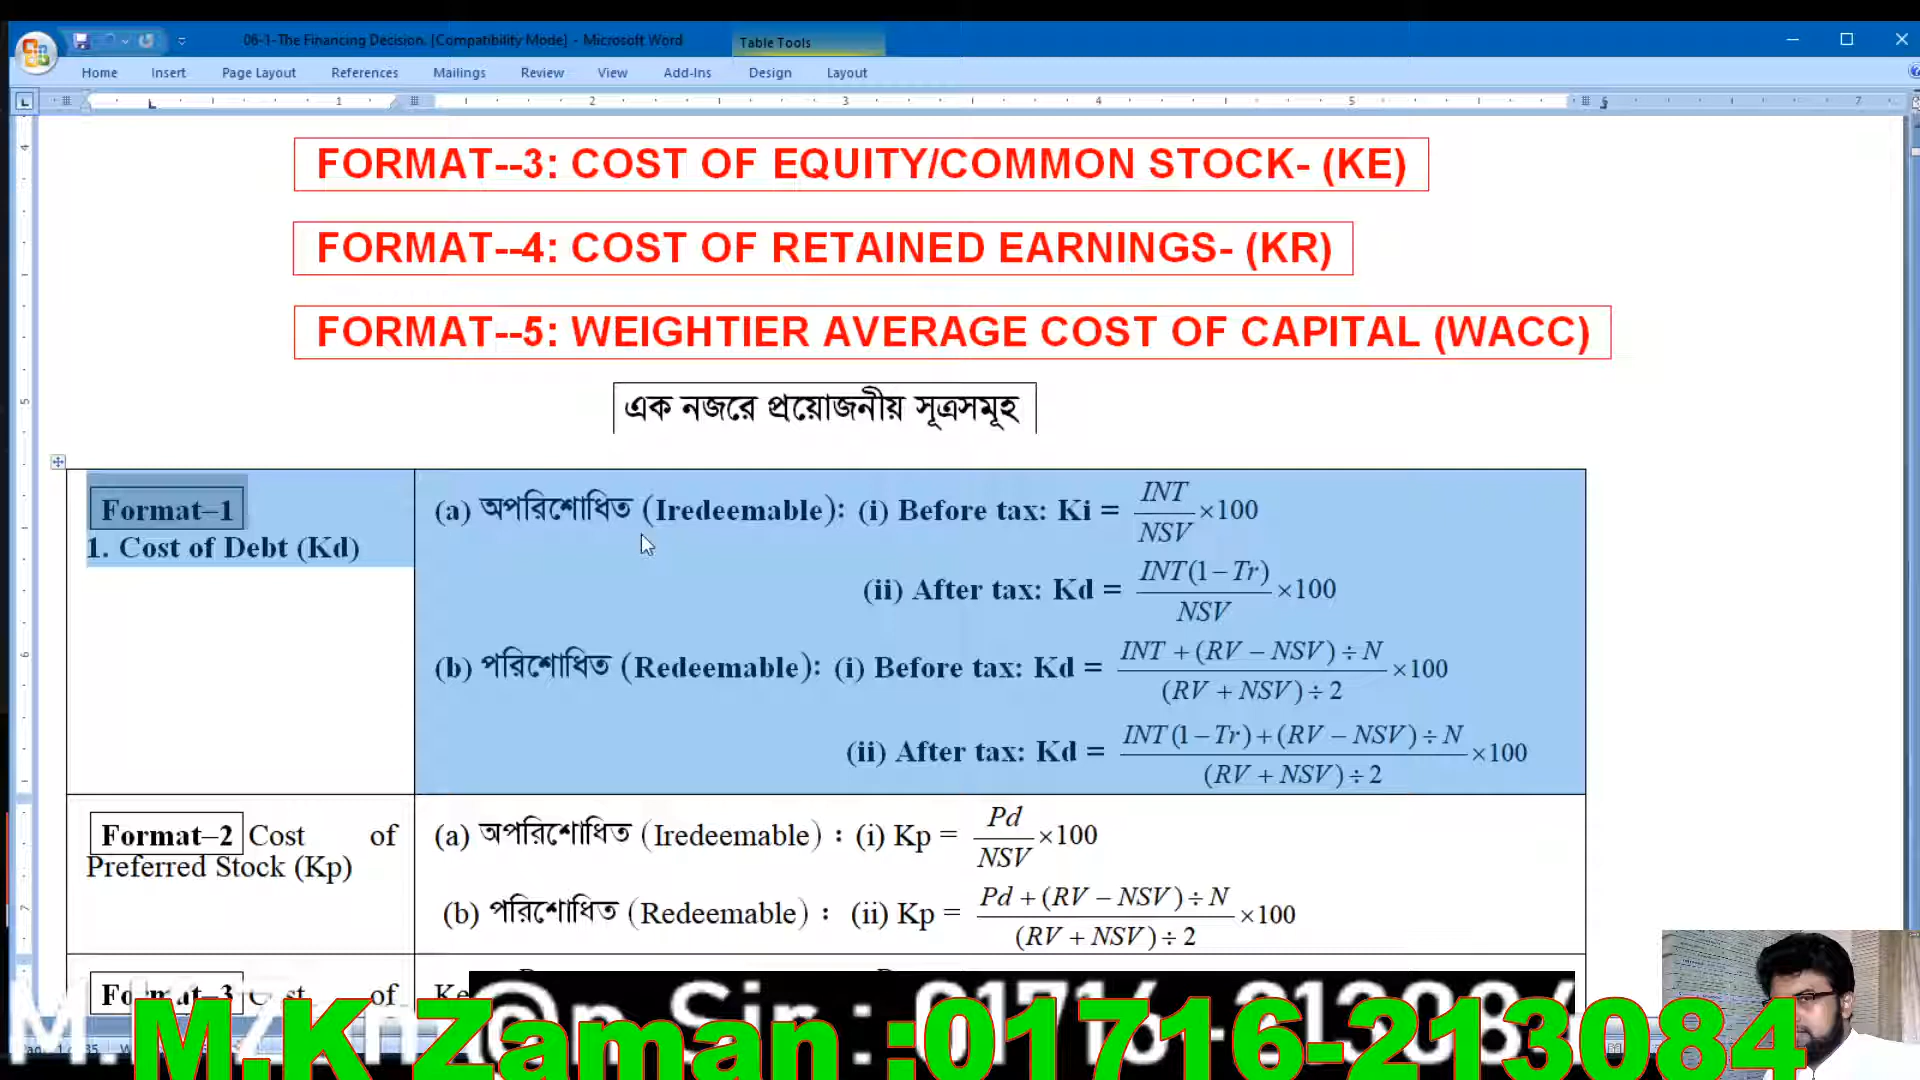 06-1-The Financing Decision. [Compatibility Mode] - Microsoft Word
Table Tools
Home Insert Page Layout References Mailings Review View Add-Ins Design Layout
FORMAT--3: COST OF EQUITY/COMMON STOCK- (KE)
FORMAT--4: COST OF RETAINED EARNINGS- (KR)
FORMAT--5: WEIGHTIER AVERAGE COST OF CAPITAL (WACC)
এক নজরে প্রয়োজনীয় সূত্রসমূহ
Format–1
1. Cost of Debt (Kd)
(a) অপরিশোধিত (Iredeemable): (i) Before tax: Ki = INT / NSV ×100
(ii) After tax: Kd = INT(1−Tr) / NSV ×100
(b) পরিশোধিত (Redeemable): (i) Before tax: Kd = INT + (RV − NSV) ÷ N / (RV + NSV) ÷ 2 ×100
(ii) After tax: Kd = INT(1−Tr)+(RV − NSV) ÷ N / (RV + NSV) ÷ 2 ×100
Format–2 Cost of
Preferred Stock (Kp)
(a) অপরিশোধিত (Iredeemable) : (i) Kp = Pd / NSV ×100
(b) পরিশোধিত (Redeemable) : (ii) Kp = Pd + (RV − NSV) ÷ N / (RV + NSV) ÷ 2 ×100
Format–3 Cost of
Ke
M.K Zaman :01716-213084